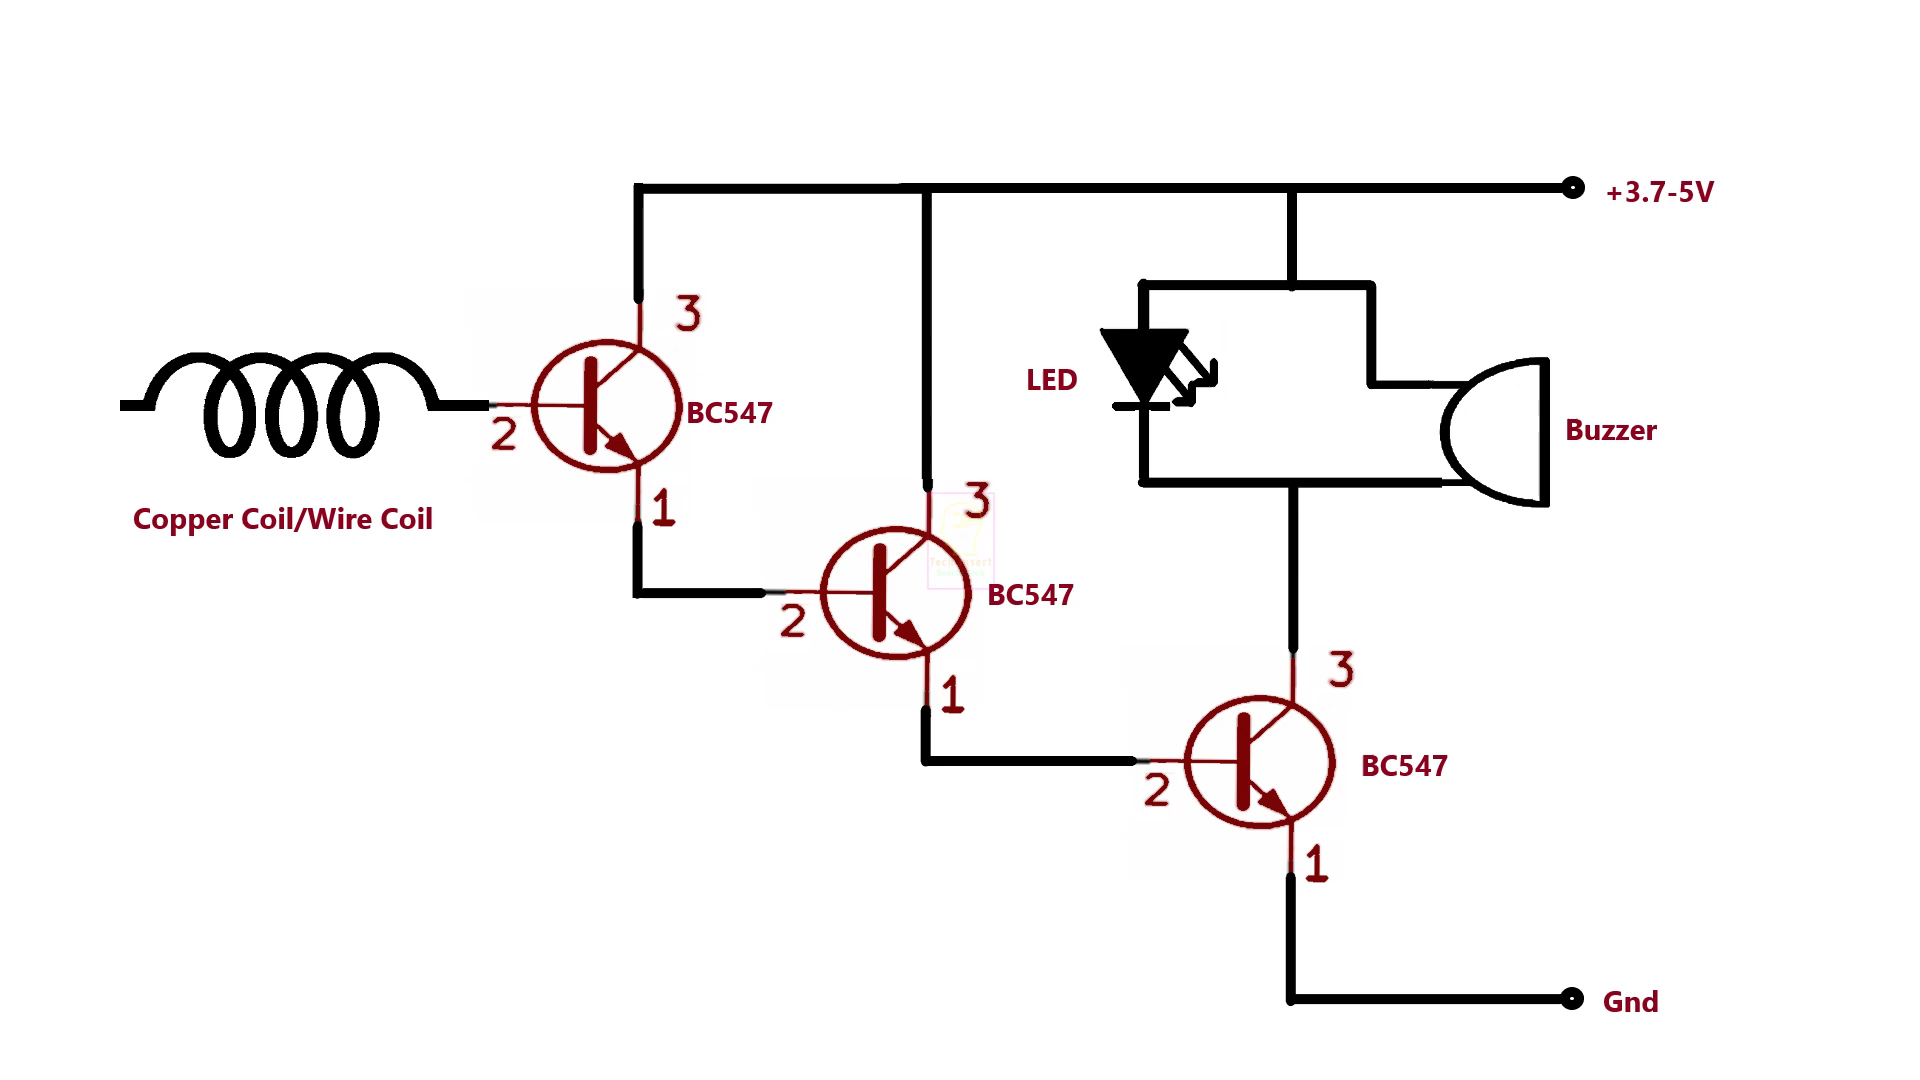 +3.7-5V
3
LED
BC547
2
Buzzer
1
3
Copper Coil/Wire Coil
BC547
2
1
3
BC547
2
1
Gnd